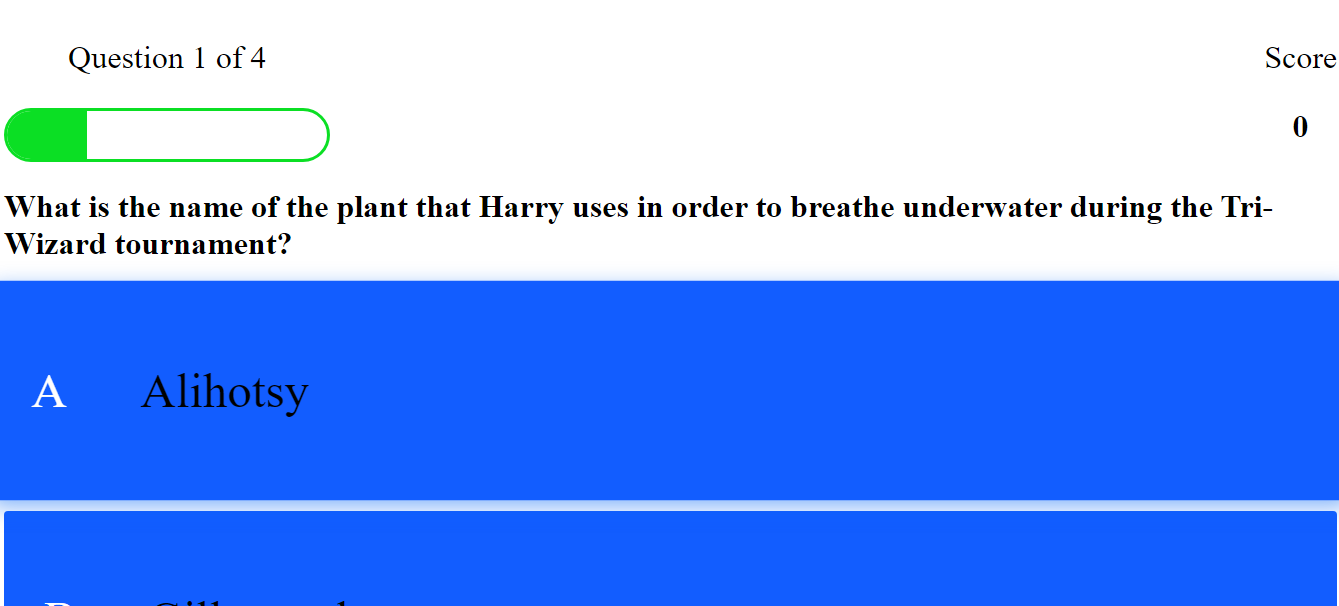 Question 1 of 4
Score
0
What is the name of the plant that Harry uses in order to breathe underwater during the Tri-
Wizard tournament?
A Alihotsy